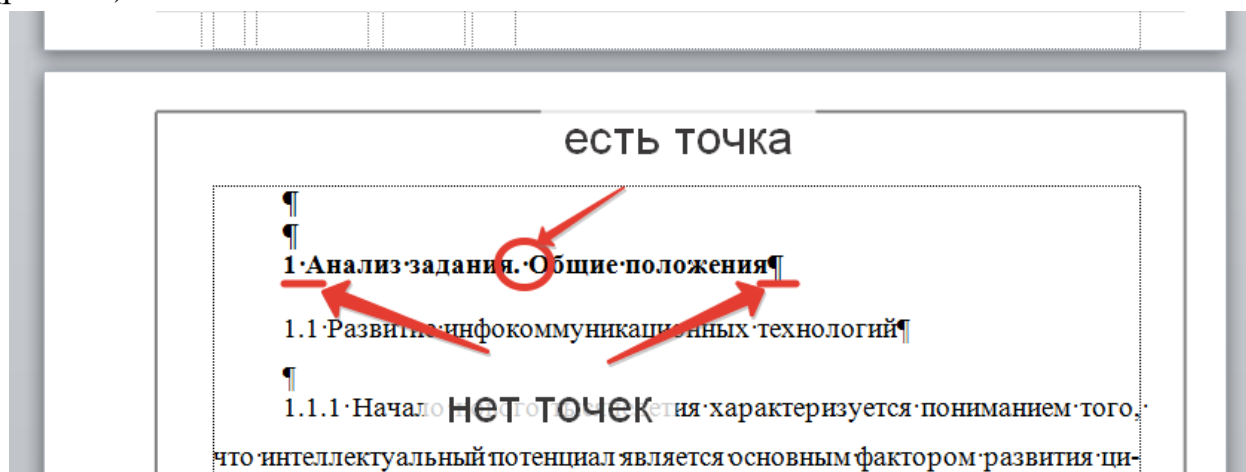 есть точка
¶
¶
1·Анализ·задания.·Общие·положения¶
1.1·Развитие·инфокоммуникационных·технологий¶
¶
1.1.1·Начало характеризуется·пониманием·того,·
нет точек
что·интеллектуальный·потенциал·является·основным·фактором·развития·ци-